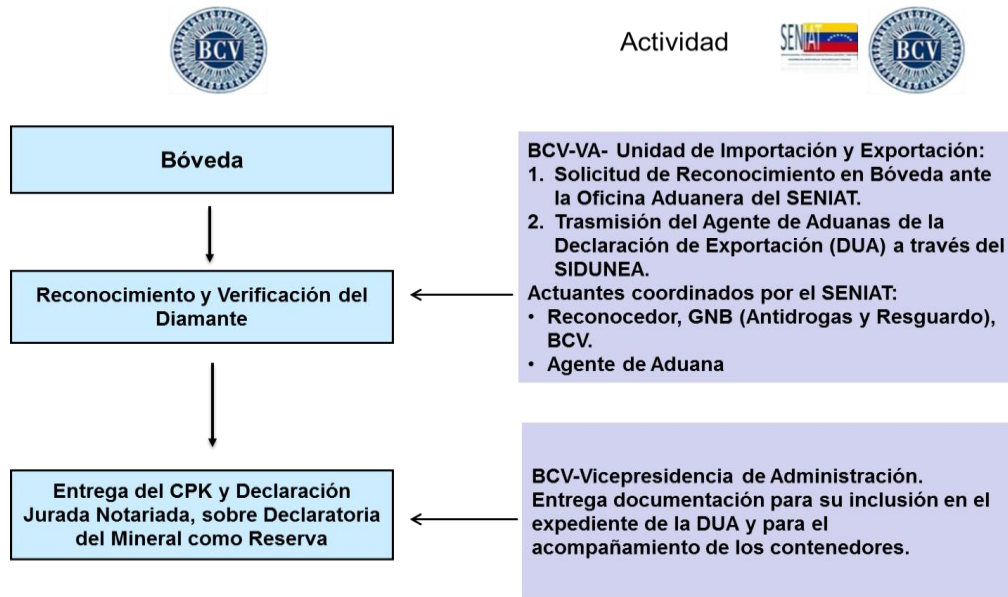 BCV
Actividad
SENIAT
BCV
Bóveda
Reconocimiento y Verificación del
Diamante
Entrega del CPK y Declaración
Jurada Notariada, sobre Declaratoria
del Mineral como Reserva
BCV-VA- Unidad de Importación y Exportación:
1. Solicitud de Reconocimiento en Bóveda ante
la Oficina Aduanera del SENIAT.
2. Trasmisión del Agente de Aduanas de la
Declaración de Exportación (DUA) a través del
SIDUNEA.
Actuantes coordinados por el SENIAT:
• Reconocedor, GNB (Antidrogas y Resguardo),
BCV.
• Agente de Aduana
BCV-Vicepresidencia de Administración.
Entrega documentación para su inclusión en el
expediente de la DUA y para el
acompañamiento de los contenedores.